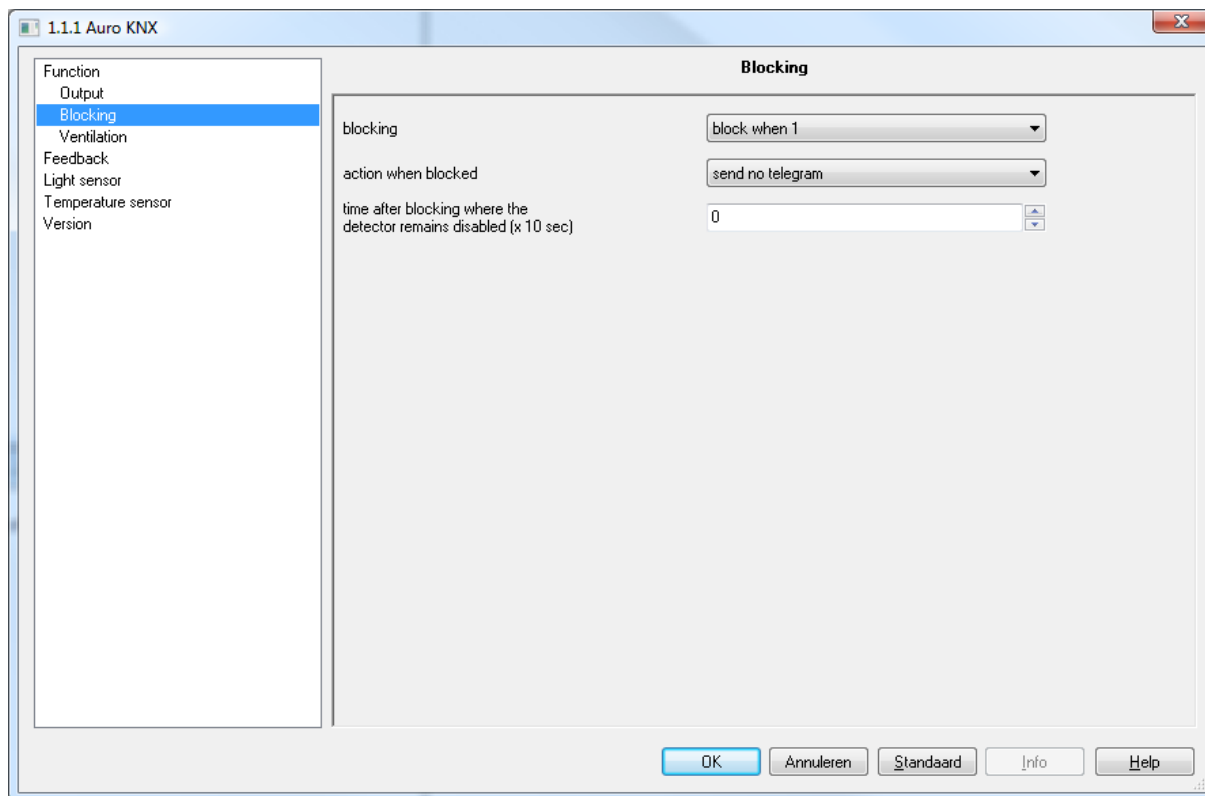 1.1.1 Auro KNX
Function
Output
Blocking
Ventilation
Feedback
Light sensor
Temperature sensor
Version
Blocking
blocking
block when 1
action when blocked
send no telegram
time after blocking where the
detector remains disabled (x 10 sec)
0
OK
Annuleren
Standaard
Info
Help